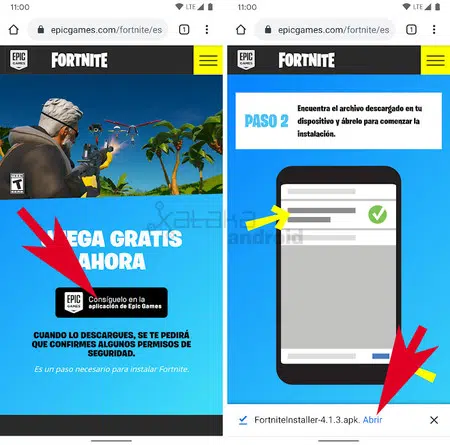 11:00
LTE
epicgames.com/fortnite/es
1
EPIC
GAMES
FORTNITE
T
JUEGA GRATIS
AHORA
EPIC
GAMES
Consíguelo en la
aplicación de Epic Games
CUANDO LO DESCARGUES, SE TE PEDIRÁ
QUE CONFIRMES ALGUNOS PERMISOS DE
SEGURIDAD.
Es un paso necesario para instalar Fortnite.
11:00
LTE
epicgames.com/fortnite/es
1
EPIC
GAMES
FORTNITE
PASO 2
Encuentra el archivo descargado en tu
dispositivo y ábrelo para comenzar la
instalación.
xataka
android
FortniteInstaller-4.1.3.apk. Abrir